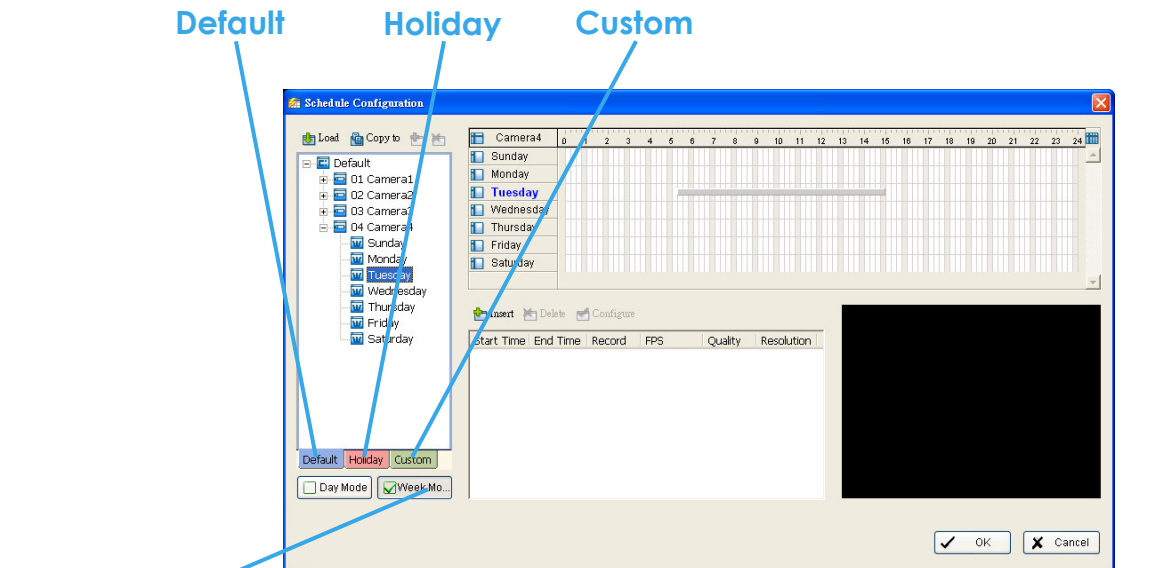 Default Holiday Custom
Schedule Configuration
Load Copy to
Default
01 Camera1
02 Camera2
03 Camera3
04 Camera4
Sunday
Monday
Tuesday
Wednesday
Thursday
Friday
Saturday
Default Holiday Custom
Day Mode Week Mo...
Camera4 0 1 2 3 4 5 6 7 8 9 10 11 12 13 14 15 16 17 18 19 20 21 22 23 24
Sunday
Monday
Tuesday
Wednesday
Thursday
Friday
Saturday
Insert Delete Configure
Start Time End Time Record FPS Quality Resolution
OK Cancel